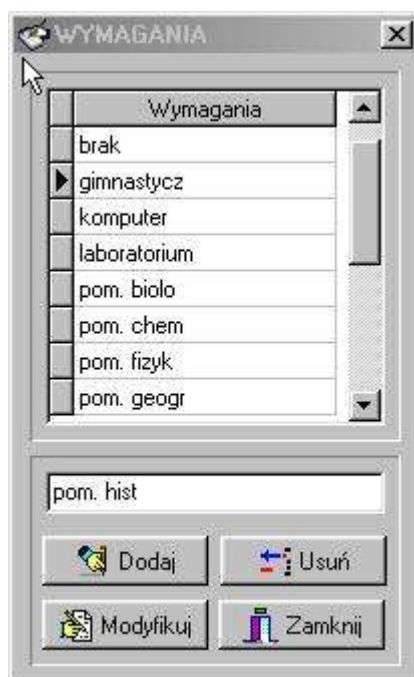 WYMAGANIA
Wymagania
brak
gimnastycz
komputer
laboratorium
pom. biolo
pom. chem
pom. fizyk
pom. geogr
pom. hist
Dodaj
Usuń
Modyfikuj
Zamknij